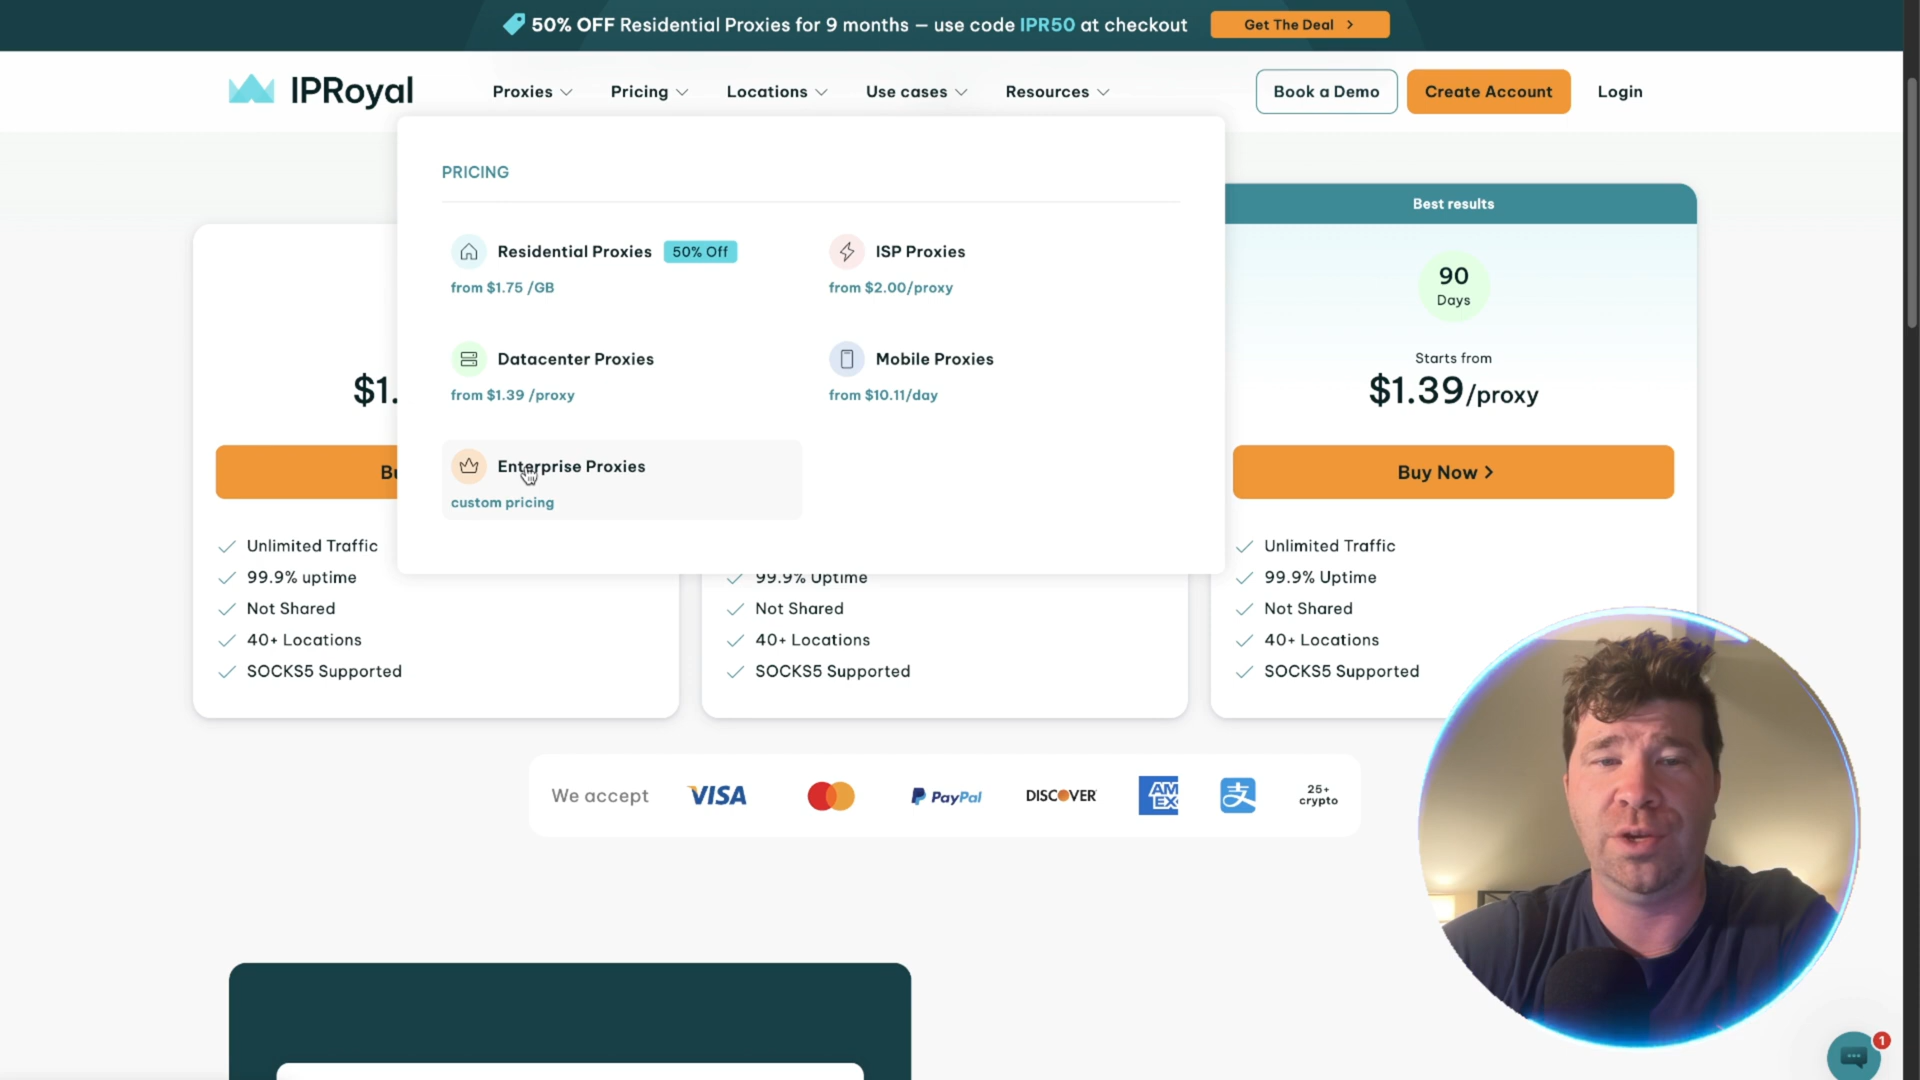 50% OFF Residential Proxies for 9 months — use code IPR50 at checkout
Get The Deal
IPRoyal
Proxies
Pricing
Locations
Use cases
Resources
Book a Demo
Create Account
Login
PRICING
Residential Proxies
50% Off
from $1.75 /GB
ISP Proxies
from $2.00/proxy
Datacenter Proxies
from $1.39 /proxy
Mobile Proxies
from $10.11/day
Enterprise Proxies
custom pricing
$1.
Unlimited Traffic
99.9% uptime
Not Shared
40+ Locations
SOCKS5 Supported
99.9% Uptime
Not Shared
40+ Locations
SOCKS5 Supported
Best results
90
Days
Starts from
$1.39/proxy
Buy Now
Unlimited Traffic
99.9% Uptime
Not Shared
40+ Locations
SOCKS5 Supported
We accept
VISA
PayPal
DISCOVER
AM
EX
支
25+
crypto
1